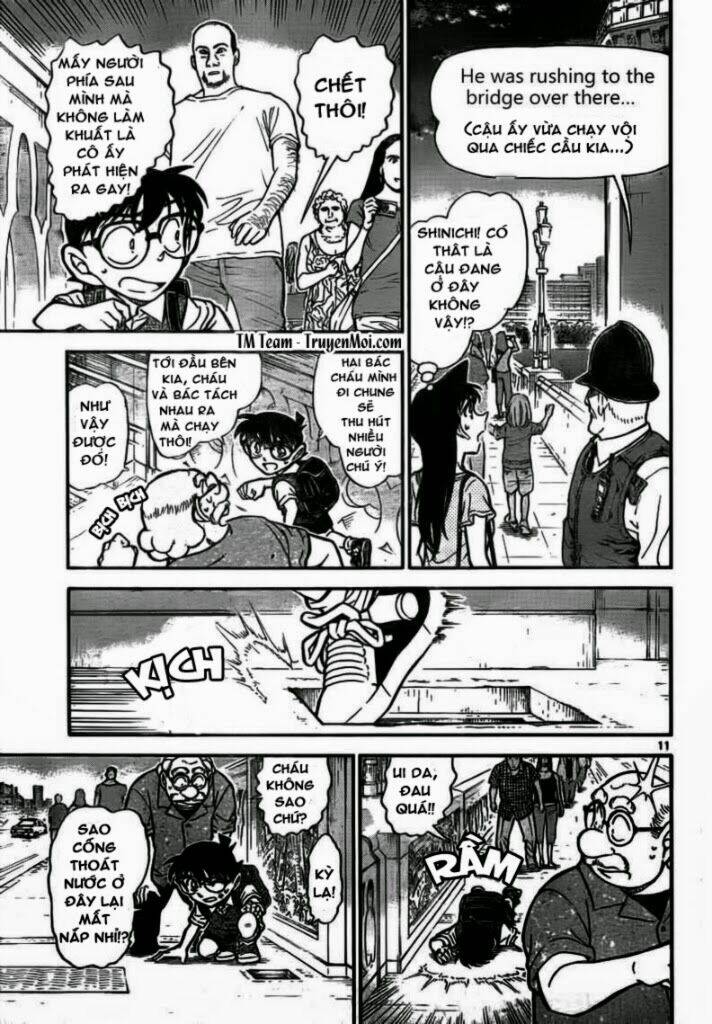 He was rushing to the
bridge over there...
(CẬU ẤY VỪA CHẠY VỘI
QUA CHIẾC CẦU KIA...)
SHINICHI! CÓ
THẬT LÀ
CẬU ĐANG
Ở ĐÂY
KHÔNG
VẬY!?
CHẾT
THÔI!
MẤY NGƯỜI
PHÍA SAU
MÌNH MÀ
KHÔNG LÀM
KHUẤT LÀ
CÔ ẤY
PHÁT HIỆN
RA GAY!
TM Team - TruyenMoi.com
HAI BÁC
CHÁU MÌNH
ĐI CHUNG
SẼ
THU HÚT
NHIỀU
NGƯỜI
CHÚ Ý!
TỚI ĐẦU BÊN
KIA, CHÁU
VÀ BÁC TÁCH
NHAU RA
MÀ CHẠY
THÔI!
NHƯ
VẬY
ĐƯỢC
ĐÓ!
BỊCH BỊCH
KỊCH
11
UI DA,
ĐAU
QUÁ!!
RẦM
CHÁU
KHÔNG
SAO
CHỨ?
KỲ
LẠ!
SAO
CỐNG
THOÁT
NƯỚC Ở
ĐÂY LẠI
MẤT
NẮP NHỈ!?